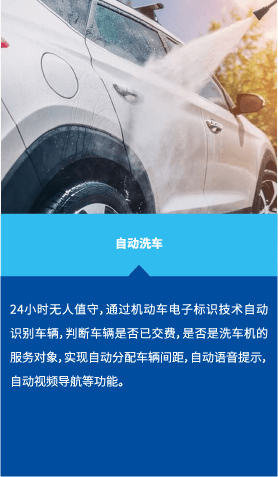 自动洗车
24小时无人值守,通过机动车电子标识技术自动
识别车辆,判断车辆是否已交费,是否是洗车机的
服务对象,实现自动分配车辆间距,自动语音提示,
自动视频导航等功能。